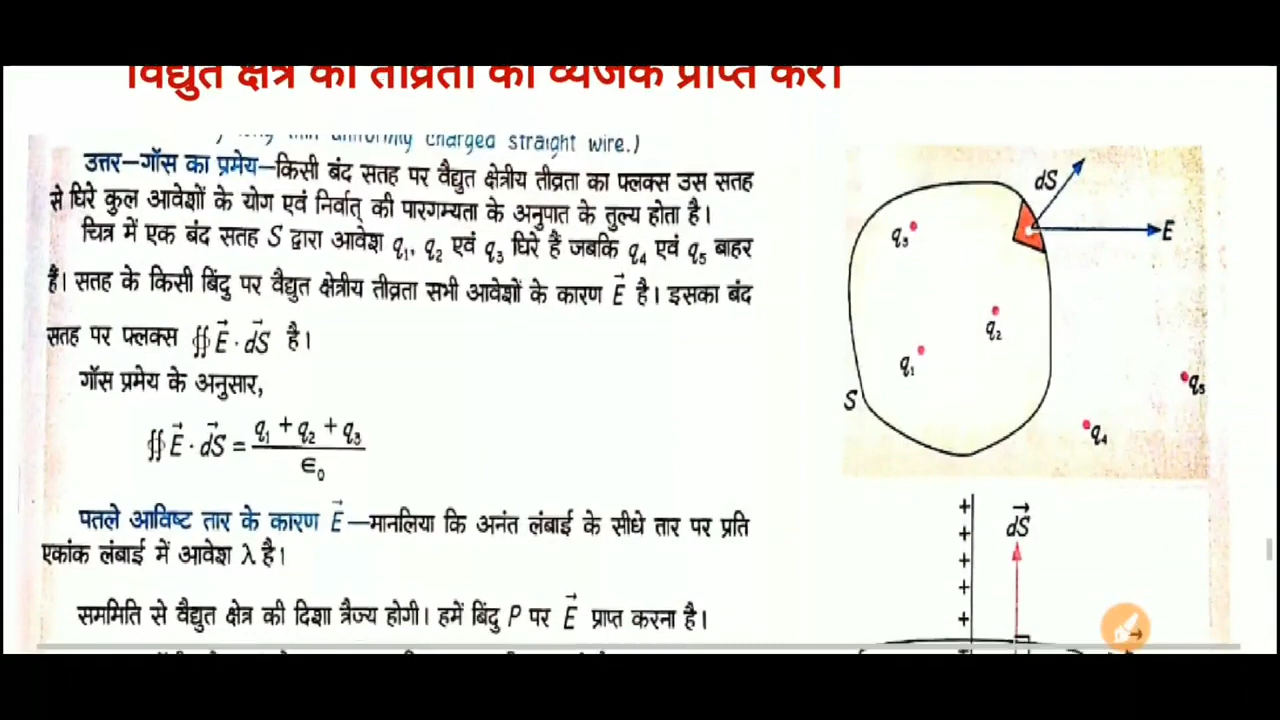 विद्युत क्षेत्र की तीव्रता का व्यंजक प्राप्त करें।
long thin uniformly charged straight wire.)
उत्तर—गॉस का प्रमेय—किसी बंद सतह पर वैद्युत क्षेत्रीय तीव्रता का फ्लक्स उस सतह
से घिरे कुल आवेशों के योग एवं निर्वात् की पारगम्यता के अनुपात के तुल्य होता है।
चित्र में एक बंद सतह S द्वारा आवेश q₁, q₂ एवं q₃ घिरे हैं जबकि q₄ एवं q₅ बाहर
हैं। सतह के किसी बिंदु पर वैद्युत क्षेत्रीय तीव्रता सभी आवेशों के कारण E⃗ है। इसका बंद
सतह पर फ्लक्स ∯ E⃗ · dS⃗ है।
गॉस प्रमेय के अनुसार,
∯ E⃗ · dS⃗ = (q₁ + q₂ + q₃)/∈₀
पतले आविष्ट तार के कारण E⃗—मानलिया कि अनंत लंबाई के सीधे तार पर प्रति
एकांक लंबाई में आवेश λ है।
सममिति से वैद्युत क्षेत्र की दिशा त्रैज्य होगी। हमें बिंदु P पर E⃗ प्राप्त करना है।
dS
E
q₃
q₂
q₁
S
q₅
q₄
+
dS⃗
+
+
+
+